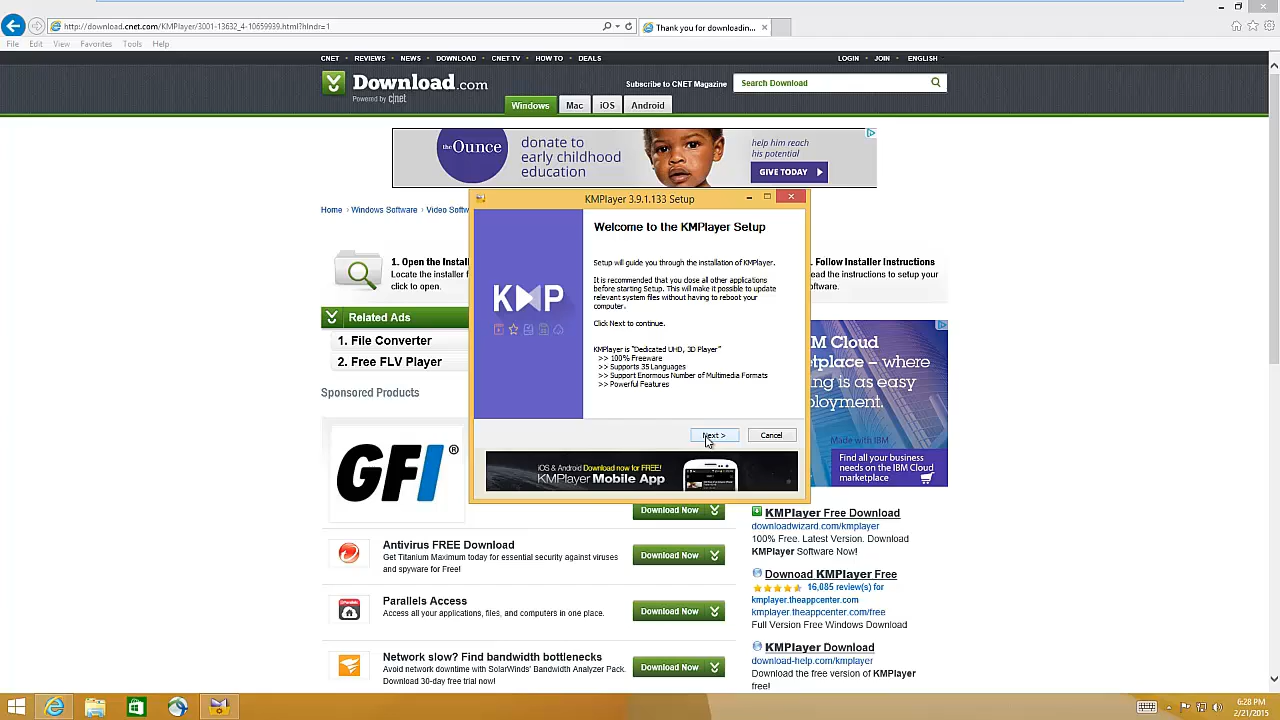 http://download.cnet.com/KMPlayer/3001-13632_4-10659939.html?hlndr=1
Thank you for downloadin...
File Edit View Favorites Tools Help
CNET REVIEWS NEWS DOWNLOAD CNET TV HOW TO DEALS
LOGIN JOIN ENGLISH
Download.com
Powered by c|net
Subscribe to CNET Magazine
Search Download
Windows Mac iOS Android
the Ounce
donate to
early childhood
education
help him reach
his potential
GIVE TODAY
Home › Windows Software › Video Softw
KMPlayer 3.9.1.133 Setup
Welcome to the KMPlayer Setup
Setup will guide you through the installation of KMPlayer.
It is recommended that you close all other applications
before starting Setup. This will make it possible to update
relevant system files without having to reboot your
computer.
Click Next to continue.
KMPlayer is "Dedicated UHD, 3D Player"
>> 100% Freeware
>> Supports 35 Languages
>> Support Enormous Number of Multimedia Formats
>> Powerful Features
KMP
Next >
Cancel
iOS & Android Download now for FREE!
KMPlayer Mobile App
1. Open the Instal
Locate the installer f
click to open.
. Follow Installer Instructions
ead the instructions to setup your
oftware.
Related Ads
1. File Converter
2. Free FLV Player
Sponsored Products
M Cloud
tplace – where
ing is as easy
ployment.
Made with IBM
Find all your business
needs on the IBM Cloud
marketplace
GFI®
Download Now
Antivirus FREE Download
Get Titanium Maximum today for essential security against viruses
and spyware for Free!
Download Now
Parallels Access
Access all your applications, files, and computers in one place.
Download Now
Network slow? Find bandwidth bottlenecks
Avoid network downtime with SolarWinds' Bandwidth Analyzer Pack.
Download 30-day free trial now!
Download Now
KMPlayer Free Download
downloadwizard.com/kmplayer
100% Free. Latest Version. Download
KMPlayer Software Now!
Downoad KMPlayer Free
16,085 review(s) for
kmplayer.theappcenter.com
kmplayer.theappcenter.com/free
Full Version Free Windows Download
KMPlayer Download
download-help.com/kmplayer
Download the free version of KMPlayer
free!
6:28 PM
2/21/2015